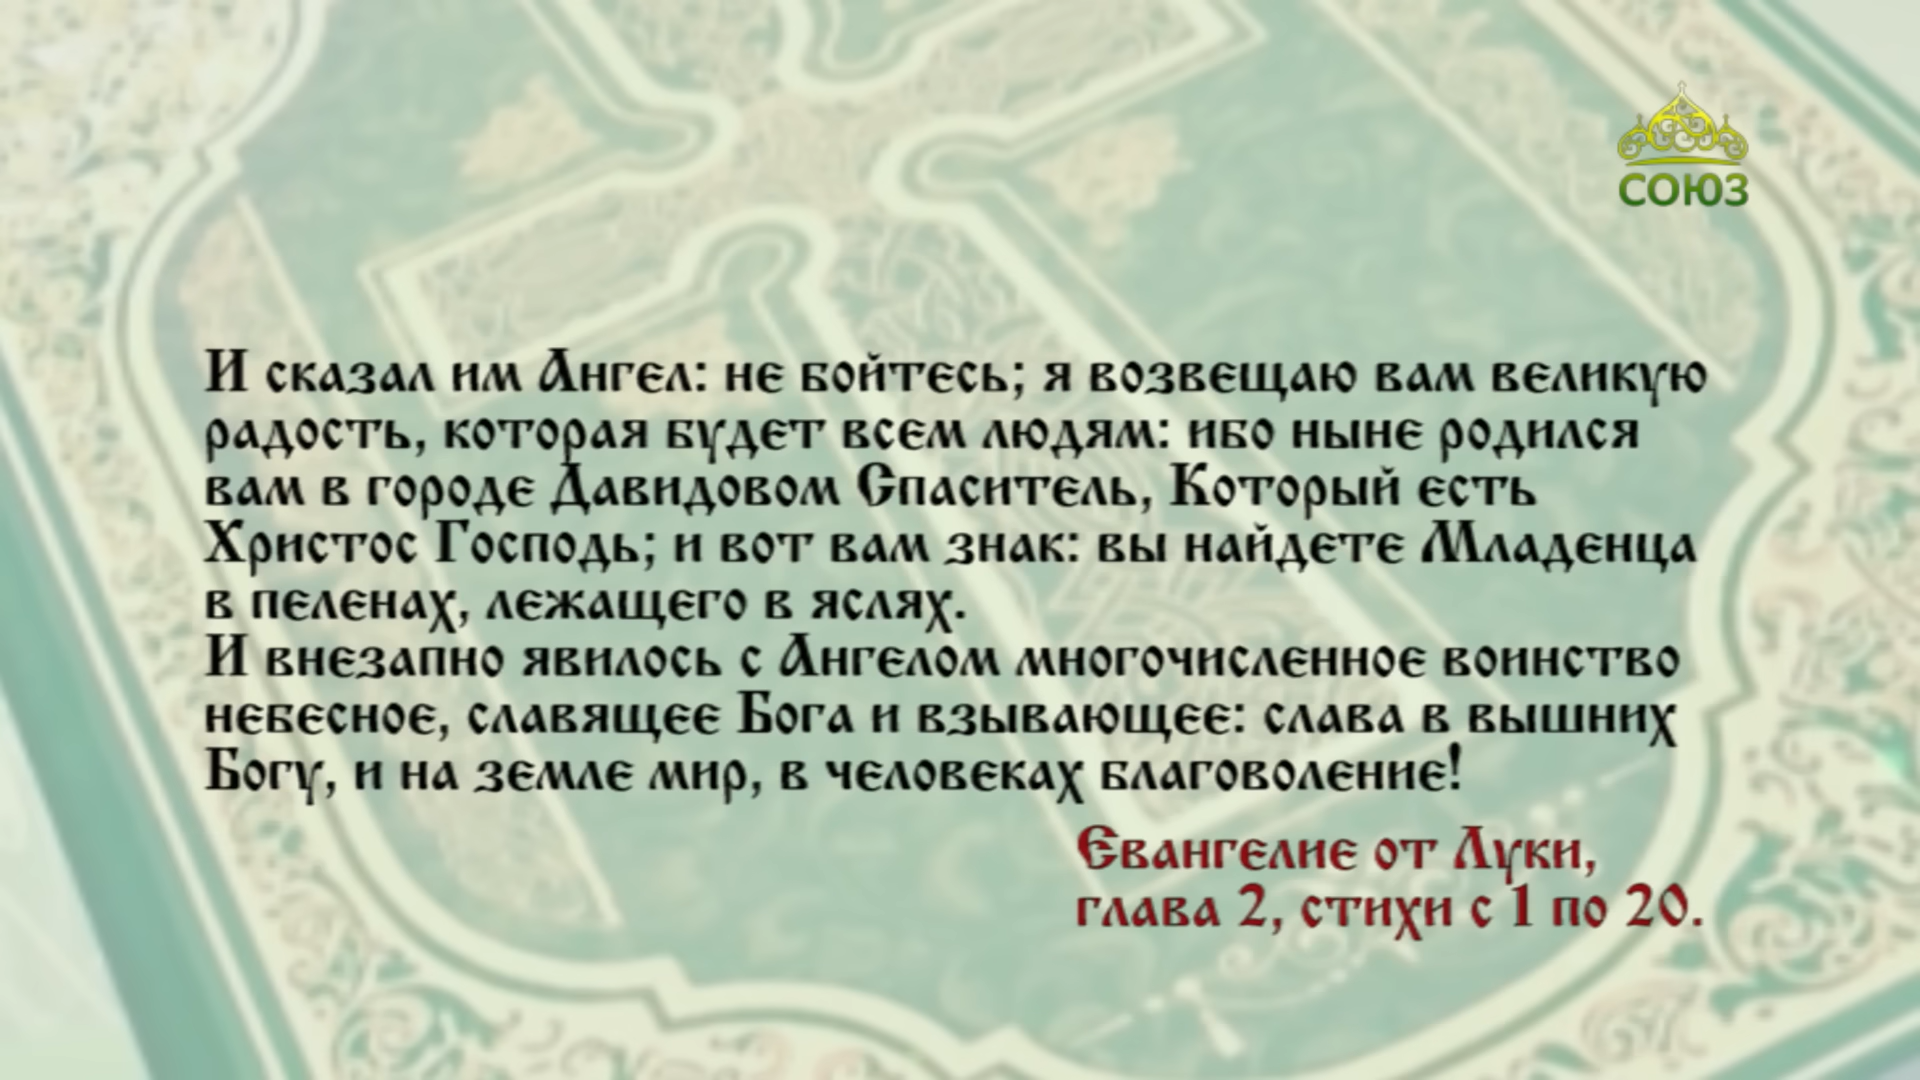 СОЮЗ
И сказал им Ангел: не бойтесь; я возвещаю вам великую
радость, которая будет всем людям: ибо ныне родился
вам в городе Давидовом Спаситель, Который есть
Христос Господь; и вот вам знак: вы найдете Младенца
в пеленах, лежащего в яслях.
И внезапно явилось с Ангелом многочисленное воинство
небесное, славящее Бога и взывающее: слава в вышних
Богу, и на земле мир, в человеках благоволение!
Евангелие от Луки,
глава 2, стихи с 1 по 20.